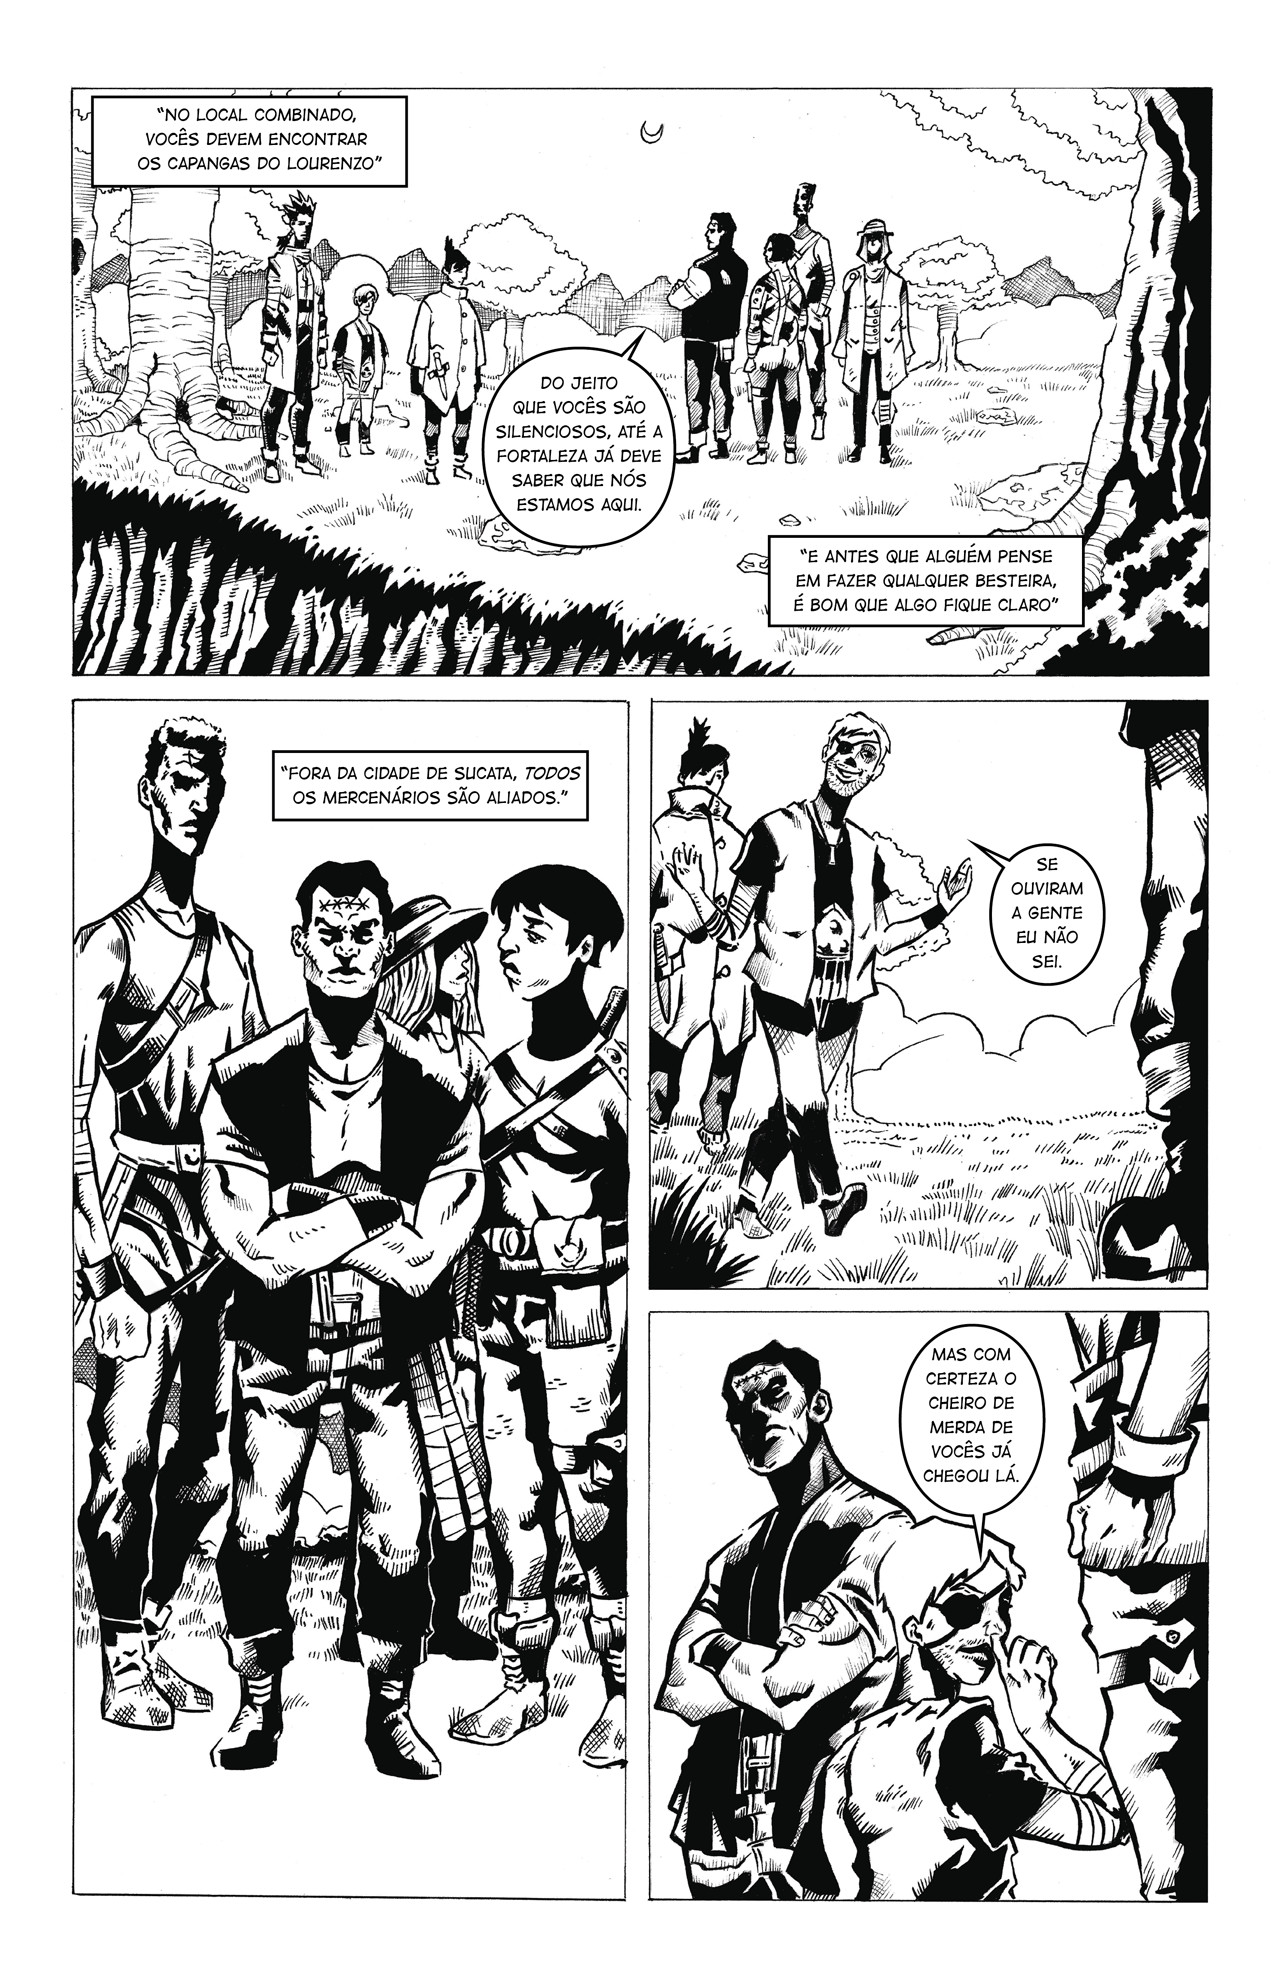 "NO LOCAL COMBINADO,
VOCÊS DEVEM ENCONTRAR
OS CAPANGAS DO LOURENZO"
DO JEITO
QUE VOCÊS SÃO
SILENCIOSOS, ATÉ A
FORTALEZA JÁ DEVE
SABER QUE NÓS
ESTAMOS AQUI.
"E ANTES QUE ALGUÉM PENSE
EM FAZER QUALQUER BESTEIRA,
É BOM QUE ALGO FIQUE CLARO"
"FORA DA CIDADE DE SUCATA, TODOS
OS MERCENÁRIOS SÃO ALIADOS."
SE
OUVIRAM
A GENTE
EU NÃO
SEI.
MAS COM
CERTEZA O
CHEIRO DE
MERDA DE
VOCÊS JÁ
CHEGOU LÁ.